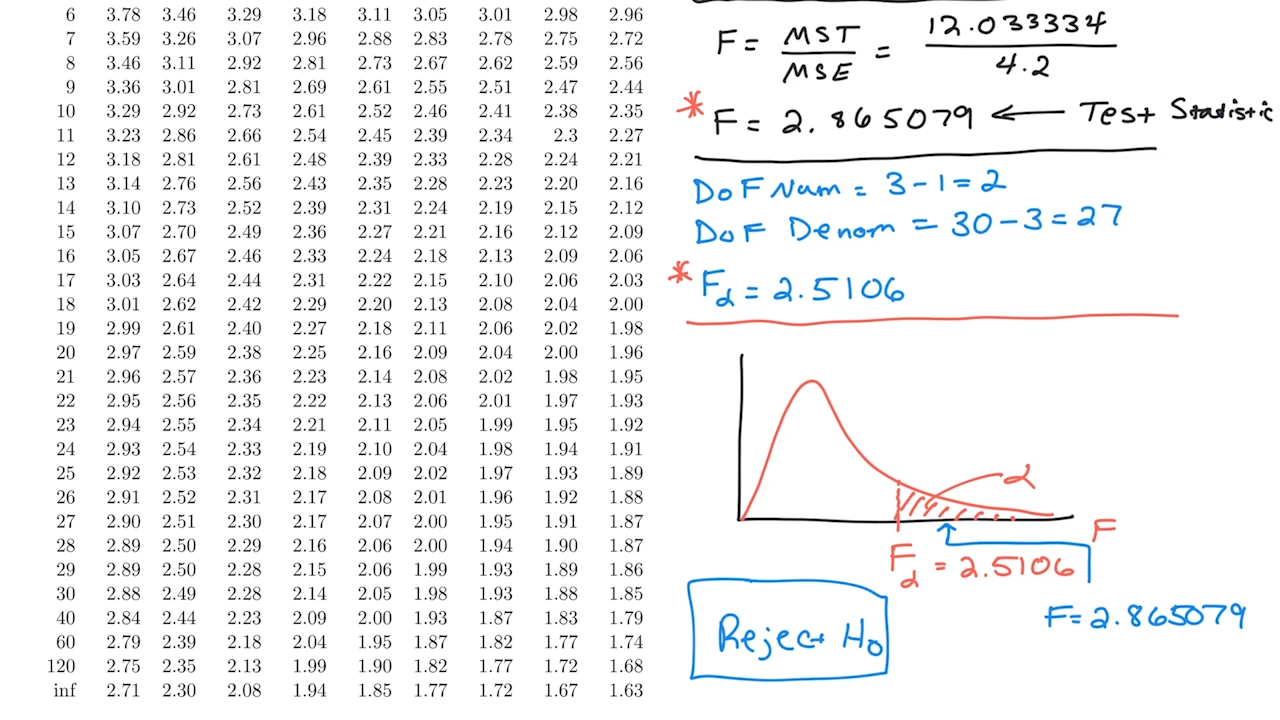 6 3.78 3.46 3.29 3.18 3.11 3.05 3.01 2.98 2.96
7 3.59 3.26 3.07 2.96 2.88 2.83 2.78 2.75 2.72
8 3.46 3.11 2.92 2.81 2.73 2.67 2.62 2.59 2.56
9 3.36 3.01 2.81 2.69 2.61 2.55 2.51 2.47 2.44
10 3.29 2.92 2.73 2.61 2.52 2.46 2.41 2.38 2.35
11 3.23 2.86 2.66 2.54 2.45 2.39 2.34 2.3 2.27
12 3.18 2.81 2.61 2.48 2.39 2.33 2.28 2.24 2.21
13 3.14 2.76 2.56 2.43 2.35 2.28 2.23 2.20 2.16
14 3.10 2.73 2.52 2.39 2.31 2.24 2.19 2.15 2.12
15 3.07 2.70 2.49 2.36 2.27 2.21 2.16 2.12 2.09
16 3.05 2.67 2.46 2.33 2.24 2.18 2.13 2.09 2.06
17 3.03 2.64 2.44 2.31 2.22 2.15 2.10 2.06 2.03
18 3.01 2.62 2.42 2.29 2.20 2.13 2.08 2.04 2.00
19 2.99 2.61 2.40 2.27 2.18 2.11 2.06 2.02 1.98
20 2.97 2.59 2.38 2.25 2.16 2.09 2.04 2.00 1.96
21 2.96 2.57 2.36 2.23 2.14 2.08 2.02 1.98 1.95
22 2.95 2.56 2.35 2.22 2.13 2.06 2.01 1.97 1.93
23 2.94 2.55 2.34 2.21 2.11 2.05 1.99 1.95 1.92
24 2.93 2.54 2.33 2.19 2.10 2.04 1.98 1.94 1.91
25 2.92 2.53 2.32 2.18 2.09 2.02 1.97 1.93 1.89
26 2.91 2.52 2.31 2.17 2.08 2.01 1.96 1.92 1.88
27 2.90 2.51 2.30 2.17 2.07 2.00 1.95 1.91 1.87
28 2.89 2.50 2.29 2.16 2.06 2.00 1.94 1.90 1.87
29 2.89 2.50 2.28 2.15 2.06 1.99 1.93 1.89 1.86
30 2.88 2.49 2.28 2.14 2.05 1.98 1.93 1.88 1.85
40 2.84 2.44 2.23 2.09 2.00 1.93 1.87 1.83 1.79
60 2.79 2.39 2.18 2.04 1.95 1.87 1.82 1.77 1.74
120 2.75 2.35 2.13 1.99 1.90 1.82 1.77 1.72 1.68
inf 2.71 2.30 2.08 1.94 1.85 1.77 1.72 1.67 1.63
F = MST / MSE = 12.033334 / 4.2
* F = 2.865079 ← Test Statistic
DoF Num = 3 - 1 = 2
DoF Denom = 30 - 3 = 27
* Fα = 2.5106
α
F
Fα = 2.5106
F = 2.865079
Reject H₀